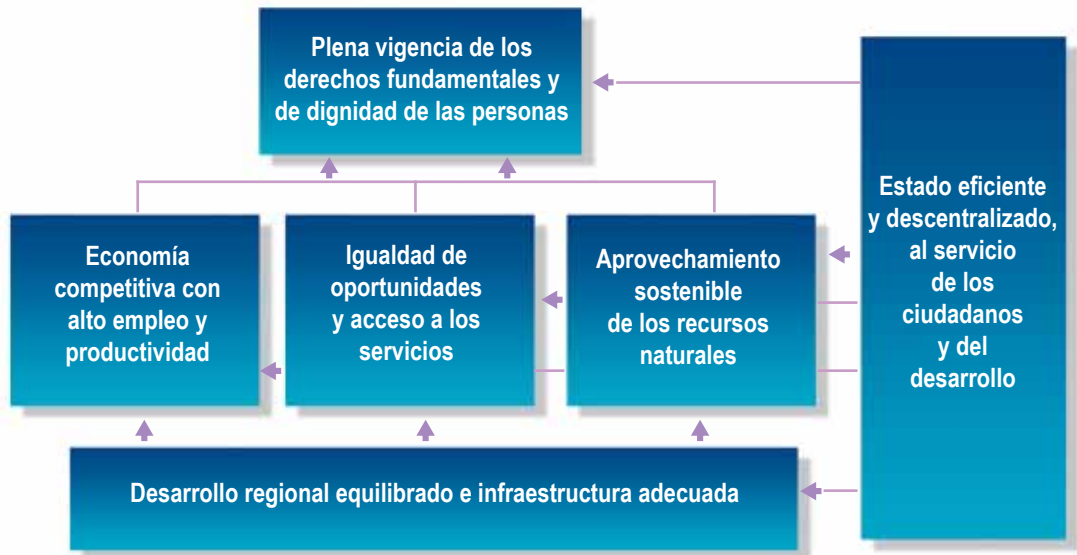 Plena vigencia de los
derechos fundamentales y
de dignidad de las personas
Economía
competitiva con
alto empleo y
productividad
Igualdad de
oportunidades
y acceso a los
servicios
Aprovechamiento
sostenible
de los recursos
naturales
Estado eficiente
y descentralizado,
al servicio
de los
ciudadanos
y del
desarrollo
Desarrollo regional equilibrado e infraestructura adecuada